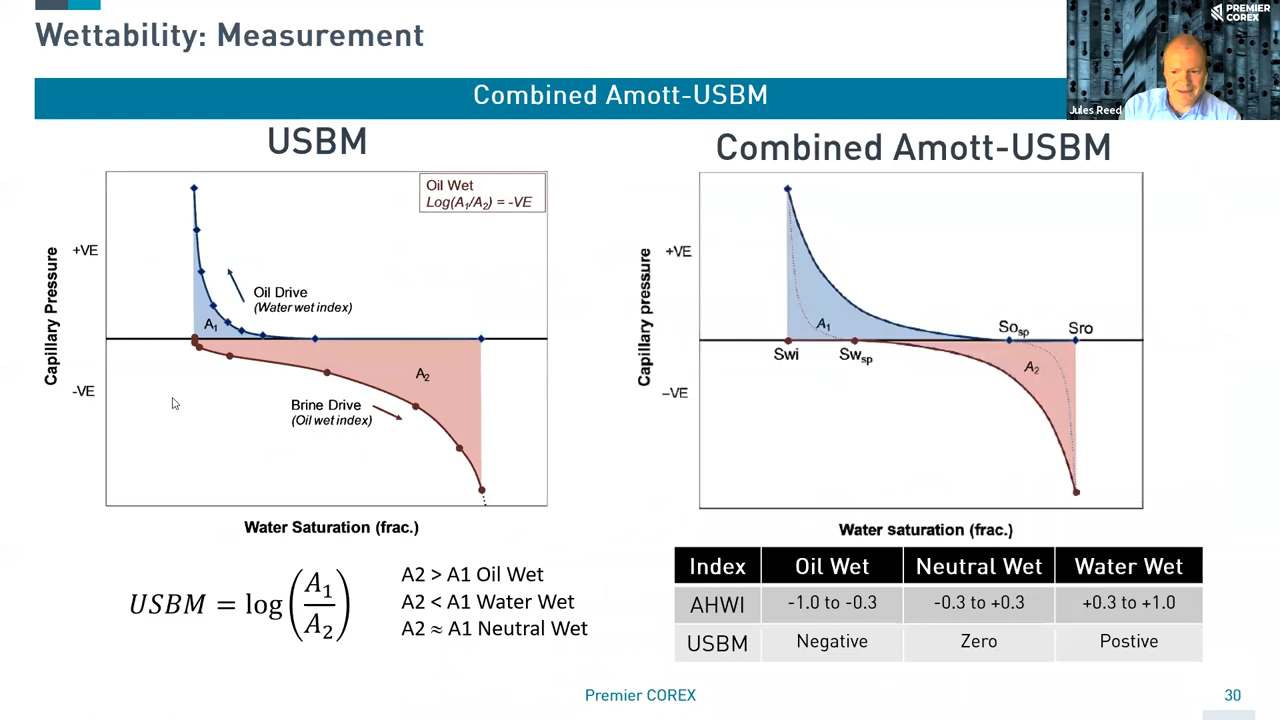 Wettability: Measurement
PREMIER
COREX
Jules Reed
Combined Amott-USBM
USBM
Oil Wet
Log(A₁/A₂) = -VE
+VE
-VE
Capillary Pressure
Oil Drive
(Water wet index)
A₁
A₂
Brine Drive
(Oil wet index)
Water Saturation (frac.)
USBM = log(A₁/A₂)
A2 > A1 Oil Wet
A2 < A1 Water Wet
A2 ≈ A1 Neutral Wet
Combined Amott-USBM
+VE
–VE
Capillary pressure
A₁
Swi
Sw_sp
So_sp
Sro
A₂
Water saturation (frac.)
Index Oil Wet Neutral Wet Water Wet
AHWI -1.0 to -0.3 -0.3 to +0.3 +0.3 to +1.0
USBM Negative Zero Postive
Premier COREX
30